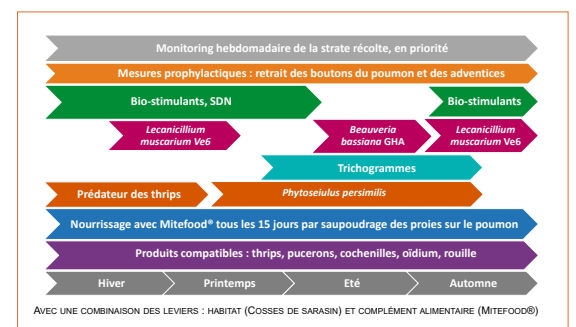 Monitoring hebdomadaire de la strate récolte, en priorité
Mesures prophylactiques : retrait des boutons du poumon et des adventices
Bio-stimulants, SDN
Bio-stimulants
Lecanicillium
muscarium Ve6
Beauveria
bassiana GHA
Lecanicillium
muscarium Ve6
Trichogrammes
Prédateur des thrips
Phytoseiulus persimilis
Nourrissage avec Mitefood® tous les 15 jours par saupoudrage des proies sur le poumon
Produits compatibles : thrips, pucerons, cochenilles, oïdium, rouille
Hiver
Printemps
Eté
Automne
AVEC UNE COMBINAISON DES LEVIERS : HABITAT (COSSES DE SARASIN) ET COMPLÉMENT ALIMENTAIRE (MITEFOOD®)